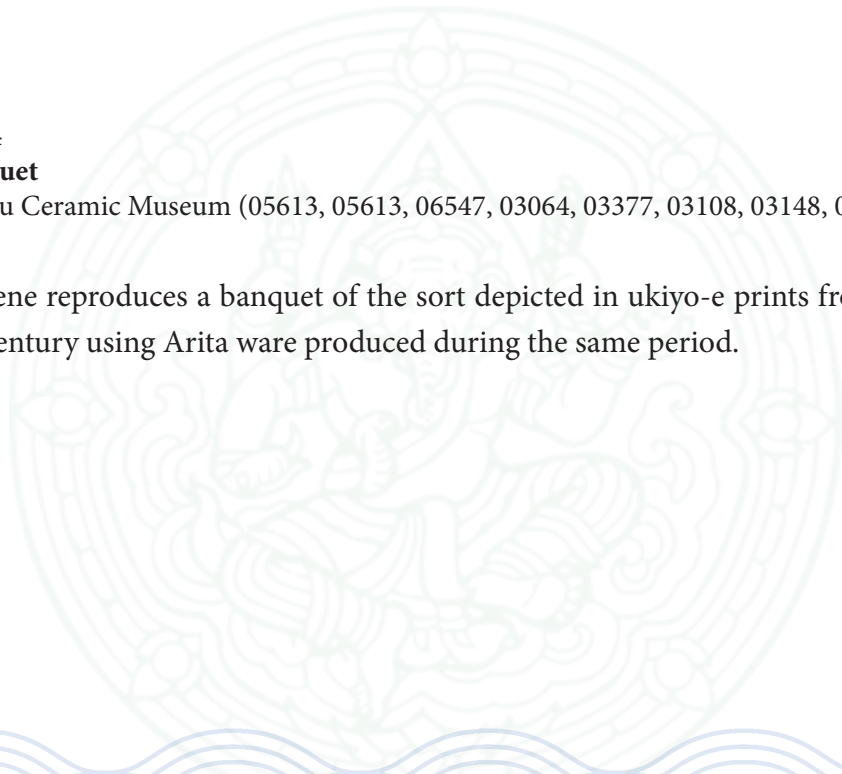 uet
u Ceramic Museum (05613, 05613, 06547, 03064, 03377, 03108, 03148, 0
ene reproduces a banquet of the sort depicted in ukiyo-e prints fr
entury using Arita ware produced during the same period.